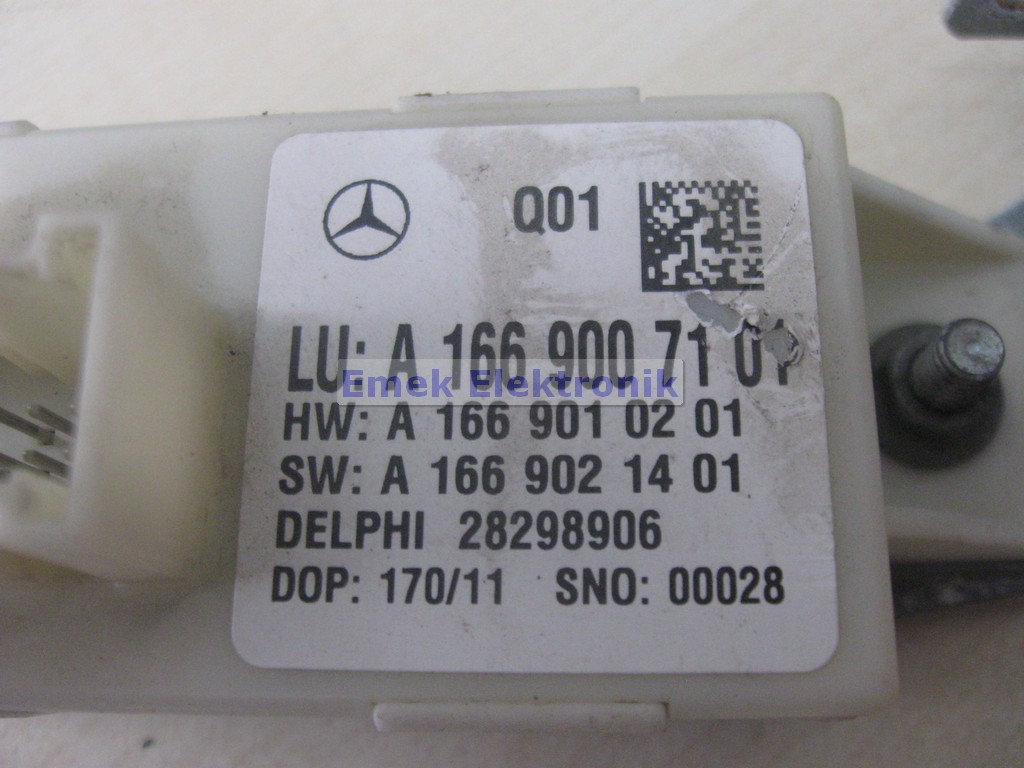 Q01
LU: A 166 900 71 01
Emek Elektronik
HW: A 166 901 02 01
SW: A 166 902 14 01
DELPHI 28298906
DOP: 170/11 SNO: 00028